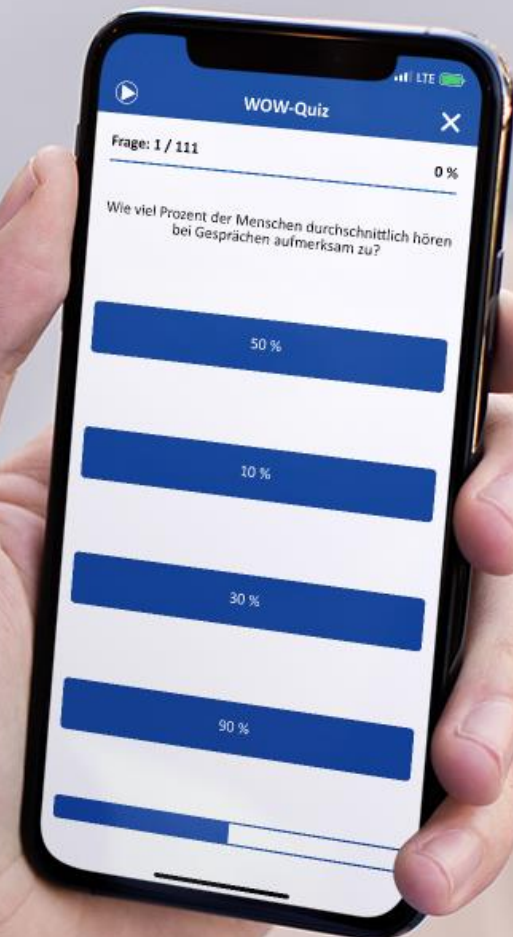 LTE
WOW-Quiz
Frage: 1 / 111
0 %
Wie viel Prozent der Menschen durchschnittlich hören
bei Gesprächen aufmerksam zu?
50 %
10 %
30 %
90 %